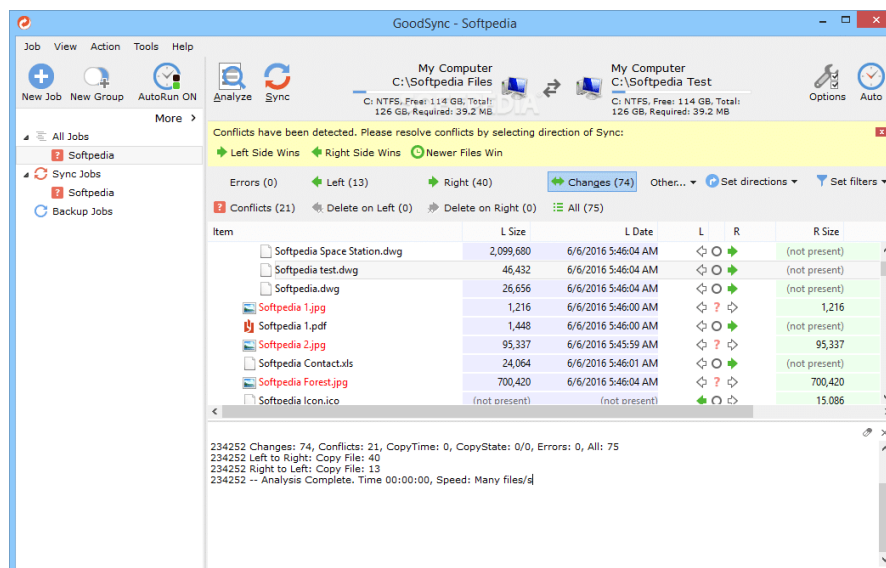 GoodSync - Softpedia
Job View Action Tools Help
New Job New Group AutoRun ON
Analyze Sync
My Computer
C:\Softpedia Files
C: NTFS, Free: 114 GB, Total:
126 GB, Required: 39.2 MB
My Computer
C:\Softpedia Test
C: NTFS, Free: 114 GB, Total:
126 GB, Required: 39.2 MB
Options Auto
More >
All Jobs
Softpedia
Sync Jobs
Softpedia
Backup Jobs
Conflicts have been detected. Please resolve conflicts by selecting direction of Sync:
Left Side Wins Right Side Wins Newer Files Win
Errors (0) Left (13) Right (40) Changes (74) Other... Set directions Set filters
Conflicts (21) Delete on Left (0) Delete on Right (0) All (75)
Item L Size L Date L R R Size
Softpedia Space Station.dwg 2,099,680 6/6/2016 5:46:04 AM (not present)
Softpedia test.dwg 46,432 6/6/2016 5:46:04 AM (not present)
Softpedia.dwg 26,656 6/6/2016 5:46:04 AM (not present)
Softpedia 1.jpg 1,216 6/6/2016 5:46:00 AM ? 1,216
Softpedia 1.pdf 1,448 6/6/2016 5:46:00 AM (not present)
Softpedia 2.jpg 95,337 6/6/2016 5:45:59 AM ? 95,337
Softpedia Contact.xls 24,064 6/6/2016 5:46:01 AM (not present)
Softpedia Forest.jpg 700,420 6/6/2016 5:46:04 AM ? 700,420
Softpedia Icon.ico (not present) (not present) 15,086
234252 Changes: 74, Conflicts: 21, CopyTime: 0, CopyState: 0/0, Errors: 0, All: 75
234252 Left to Right: Copy File: 40
234252 Right to Left: Copy File: 13
234252 -- Analysis Complete. Time 00:00:00, Speed: Many files/s